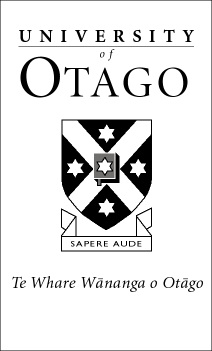 UNIVERSITY
of
OTAGO
SAPERE AUDE
Te Whare Wānanga o Otāgo